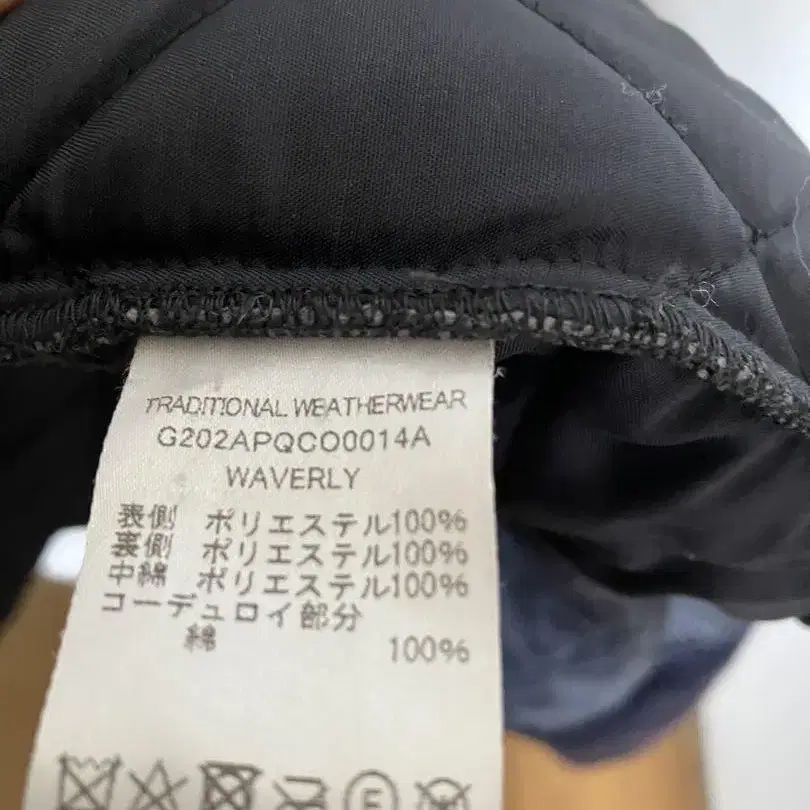 TRADITIONAL WEATHERWEAR
G202APQCO0014A
WAVERLY
表側 ポリエステル100%
裏側 ポリエステル100%
中綿 ポリエステル100%
コーデュロイ部分
綿 100%
F